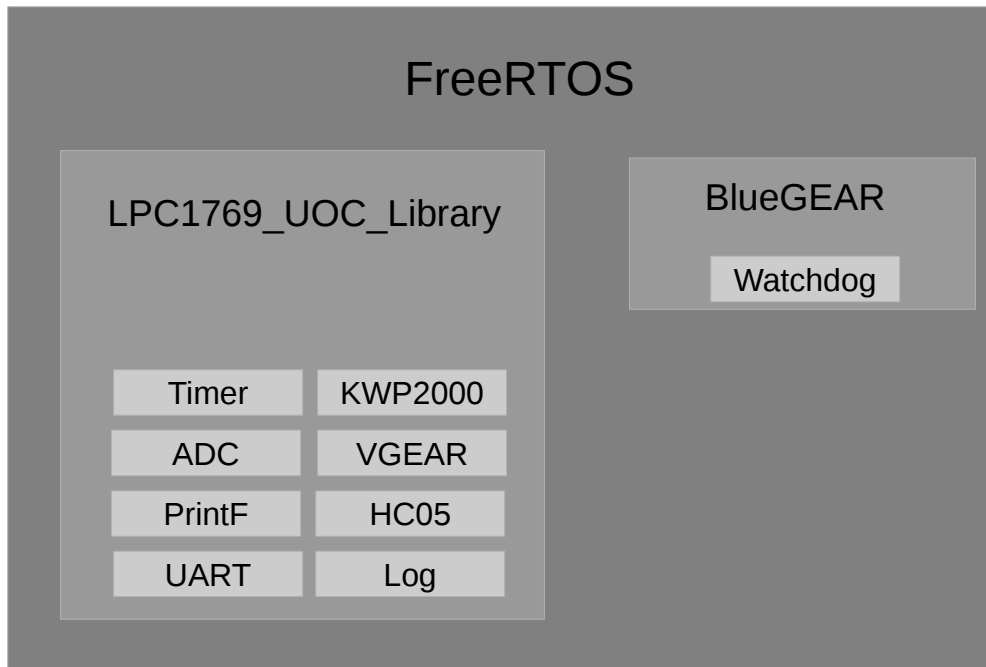 FreeRTOS
LPC1769_UOC_Library
Timer
KWP2000
ADC
VGEAR
PrintF
HC05
UART
Log
BlueGEAR
Watchdog